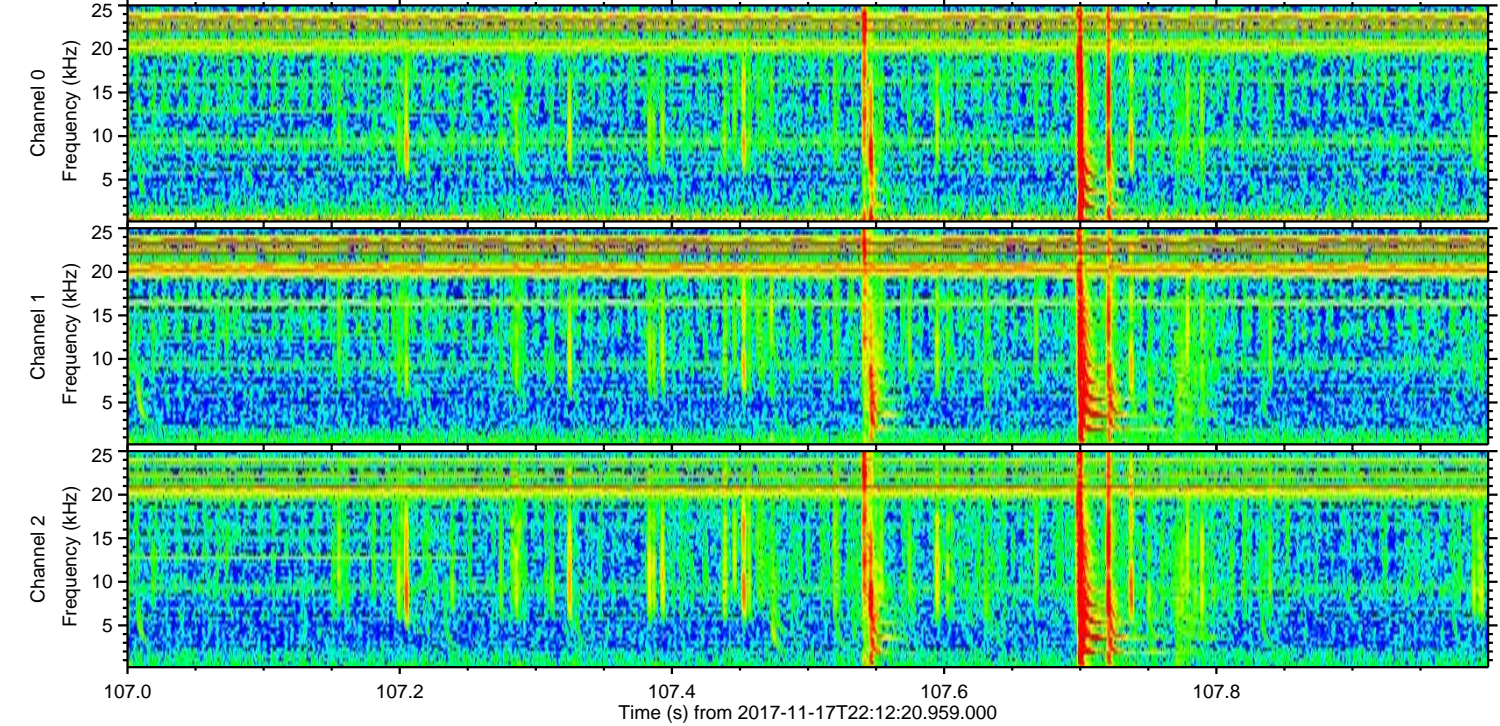 25
20
15
10
5
Channel 0
Frequency (kHz)
25
20
15
10
5
Channel 1
Frequency (kHz)
25
20
15
10
5
Channel 2
Frequency (kHz)
107.0 107.2 107.4 107.6 107.8
Time (s) from 2017-11-17T22:12:20.959.000